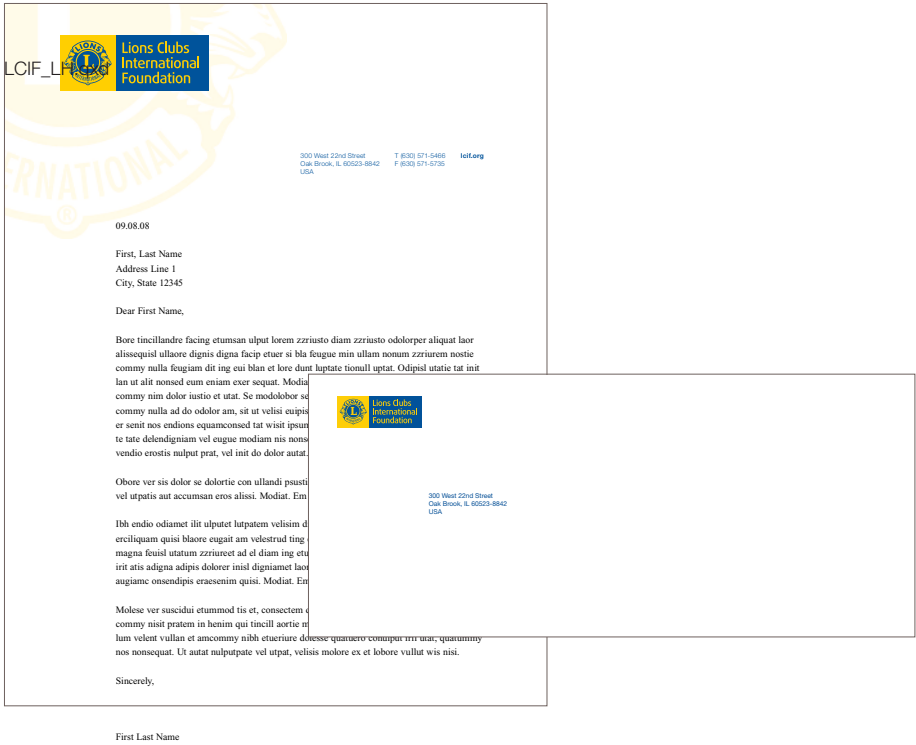 LIONS
L
INTERNATIONAL
Lions Clubs
International
Foundation
300 West 22nd Street
Oak Brook, IL 60523-8842
USA
T (630) 571-5466
F (630) 571-5735
lcif.org
ERNATIONAL
®
09.08.08
First, Last Name
Address Line 1
City, State 12345
Dear First Name,
Bore tincillandre facing etumsan ulput lorem zzriusto diam zzriusto odolorper aliquat laor
alissequisl ullaore dignis digna facip etuer si bla feugue min ullam nonum zzriurem nostie
commy nulla feugiam dit ing eui blan et lore dunt luptate tionull uptat. Odipisl utatie tat init
lan ut alit nonsed eum eniam exer sequat. Modia
commy nim dolor iustio et utat. Se modolobor se
commy nulla ad do odolor am, sit ut velisi euipis
er senit nos endions equamconsed tat wisit ipsum
te tate delendigniam vel eugue modiam nis nons
vendio erostis nulput prat, vel init do dolor autat.
Obore ver sis dolor se dolortie con ullandi psusti
vel utpatis aut accumsan eros alissi. Modiat. Em
Ibh endio odiamet ilit ulputet lutpatem velisim d
erciliquam quisi blaore eugait am velestrud ting
magna feuisl utatum zzriureet ad el diam ing etu
irit atis adigna adipis dolorer inisl digniamet laor
augiamc onsendipis eraesenim quisi. Modiat. Em
Molese ver suscidui etummod tis et, consectem
commy nisit pratem in henim qui tincill aortie m
lum velent vullan et amcommy nibh etueriure dolesse
nos nonsequat. Ut autat nulputpate vel utpat, velisis molore ex et lobore vullut wis nisi.
Sincerely,
First Last Name
Lions Clubs
International
Foundation
300 West 22nd Street
Oak Brook, IL 60523-8842
USA